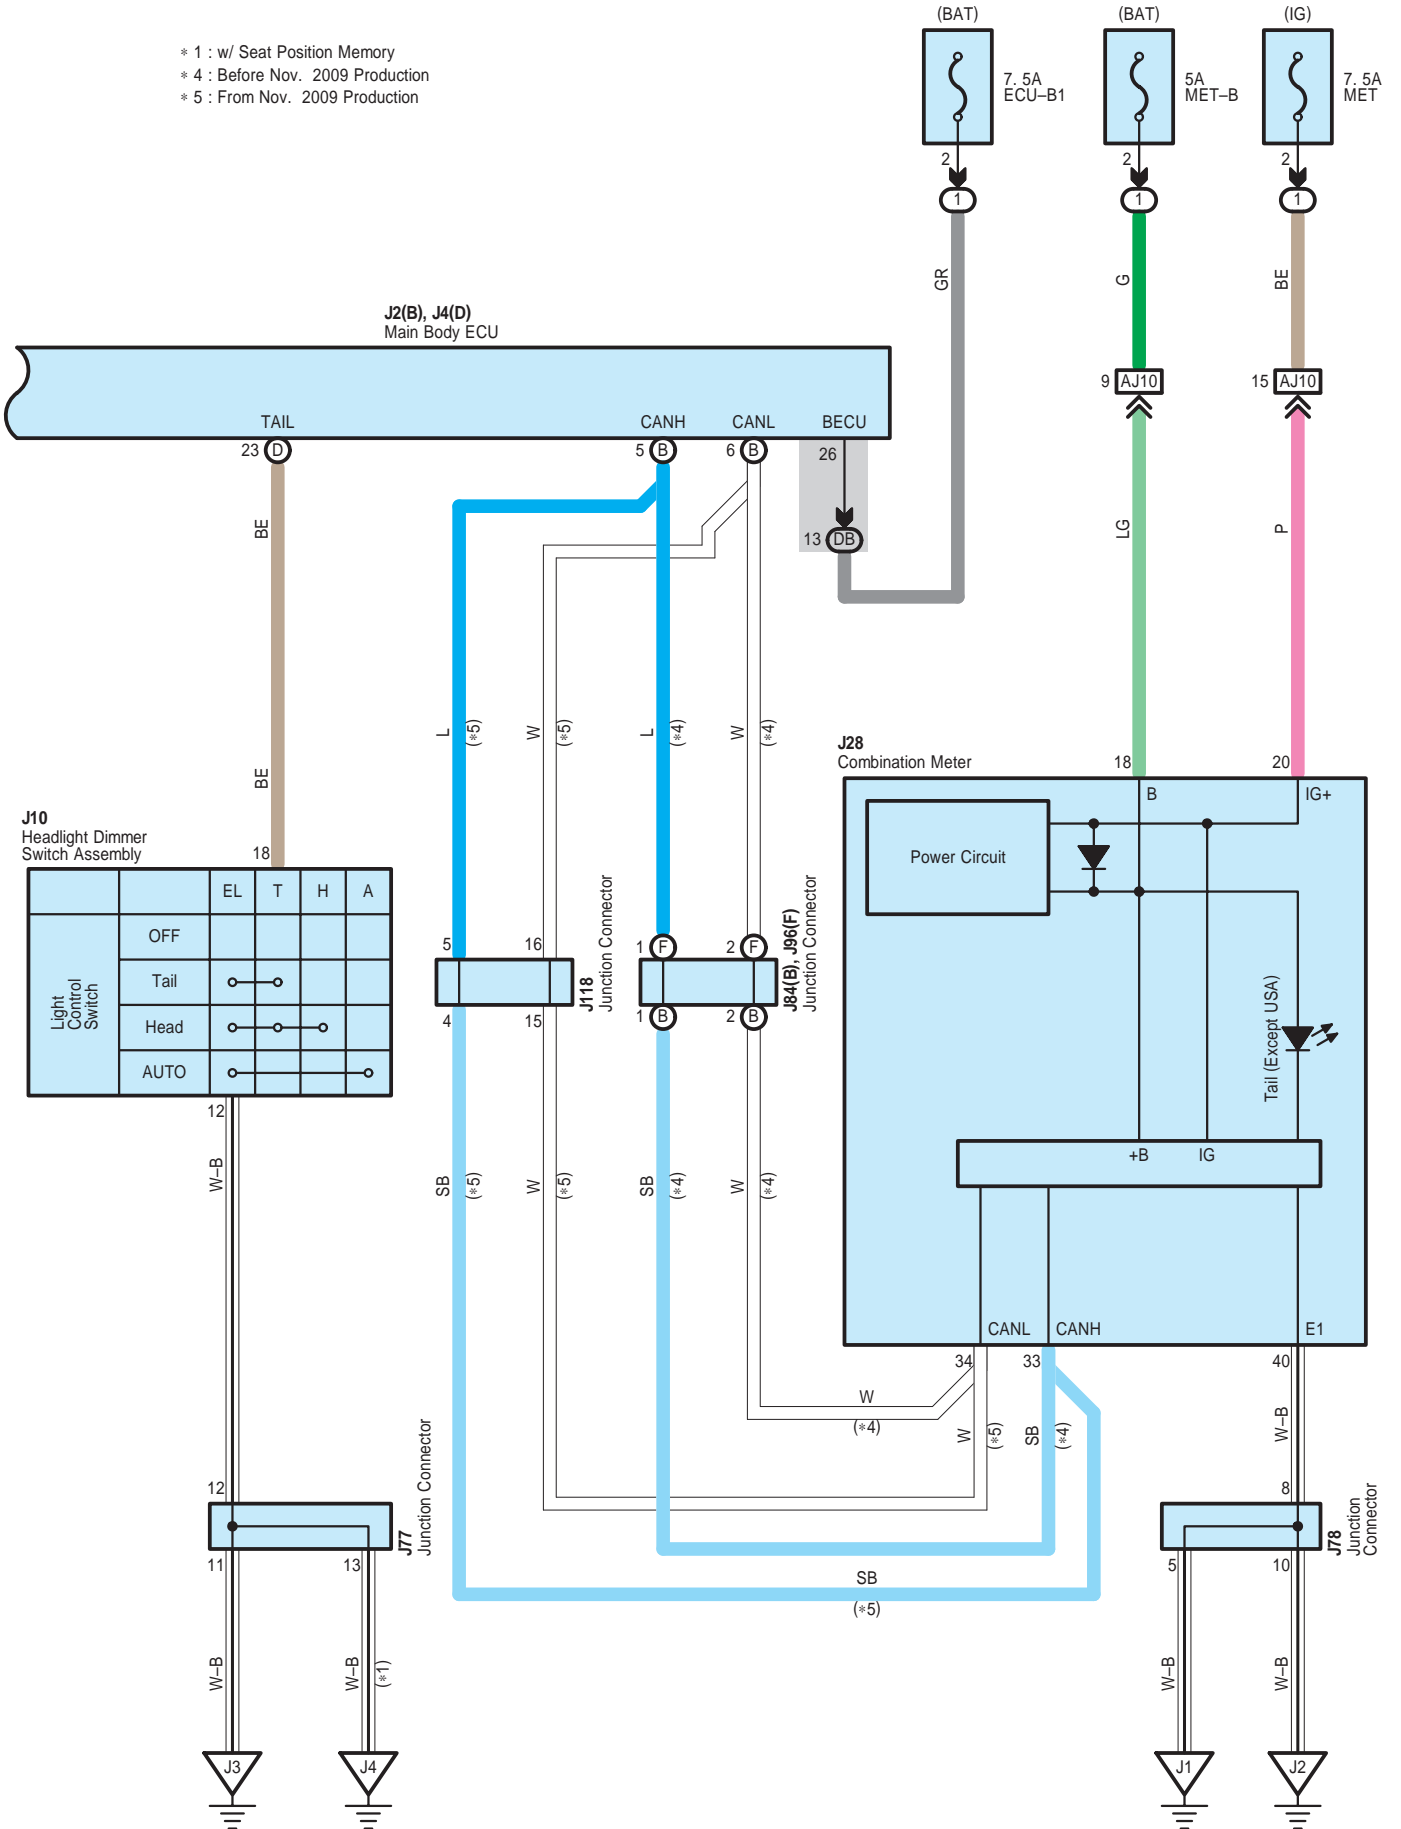 (BAT)
(BAT)
(IG)
∗ 1 : w/ Seat Position Memory
∗ 4 : Before Nov. 2009 Production
∗ 5 : From Nov. 2009 Production
7. 5A
ECU–B1
5A
MET–B
7. 5A
MET
2
2
2
1
1
1
GR
G
BE
J2(B), J4(D)
Main Body ECU
9 AJ10
15 AJ10
TAIL
CANH
CANL
BECU
23 D
5 B
6 B
26
13 DB
BE
LG
P
L
(∗5)
W
(∗5)
L
(∗4)
W
(∗4)
BE
J28
Combination Meter
18
20
B
IG+
J10
Headlight Dimmer
Switch Assembly
18
Power Circuit
EL
T
H
A
OFF
Tail
Head
AUTO
Light
Control
Switch
5
16
1 F
2 F
4
15
1 B
2 B
J118
Junction Connector
J84(B), J96(F)
Junction Connector
Tail (Except USA)
12
+B
IG
W–B
SB
(∗5)
W
(∗5)
SB
(∗4)
W
(∗4)
CANL
CANH
E1
34
33
40
W
(∗4)
W
(∗5)
SB
(∗4)
W–B
12
8
J77
Junction Connector
J78
Junction
Connector
11
13
5
10
SB
(∗5)
W–B
W–B
(∗1)
W–B
W–B
J3
J4
J1
J2